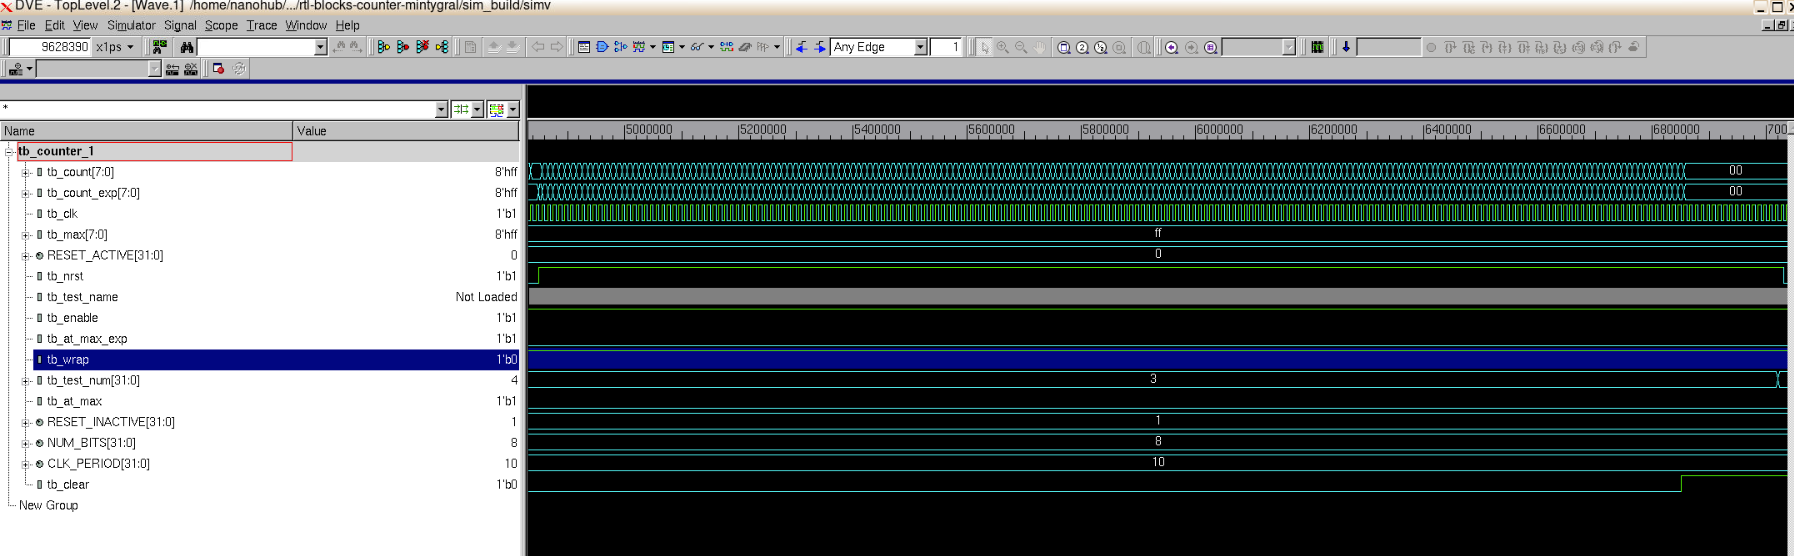 DVE - TopLevel.2 - [Wave.1] /home/nanohub/.../rtl-blocks-counter-mintygral/sim_build/simv
File Edit View Simulator Signal Scope Trace Window Help
9628390 x1ps Any Edge 1
*
Name Value
5000000 5200000 5400000 5600000 5800000 6000000 6200000 6400000 6600000 6800000 700
tb_counter_1
tb_count[7:0] 8'hff 00
tb_count_exp[7:0] 8'hff 00
tb_clk 1'b1
tb_max[7:0] 8'hff ff
RESET_ACTIVE[31:0] 0 0
tb_nrst 1'b1
tb_test_name Not Loaded
tb_enable 1'b1
tb_at_max_exp 1'b1
tb_wrap 1'b0
tb_test_num[31:0] 4 3
tb_at_max 1'b1
RESET_INACTIVE[31:0] 1 1
NUM_BITS[31:0] 8 8
CLK_PERIOD[31:0] 10 10
tb_clear 1'b0
New Group